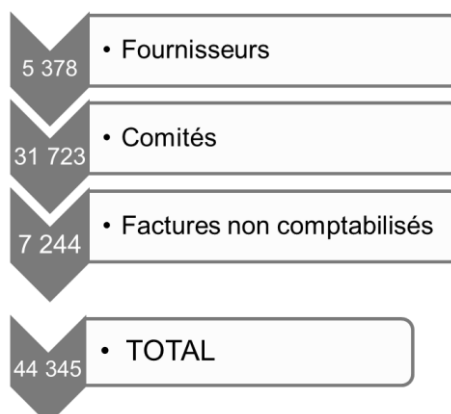 5 378
• Fournisseurs
31 723
• Comités
7 244
• Factures non comptabilisés
44 345
• TOTAL